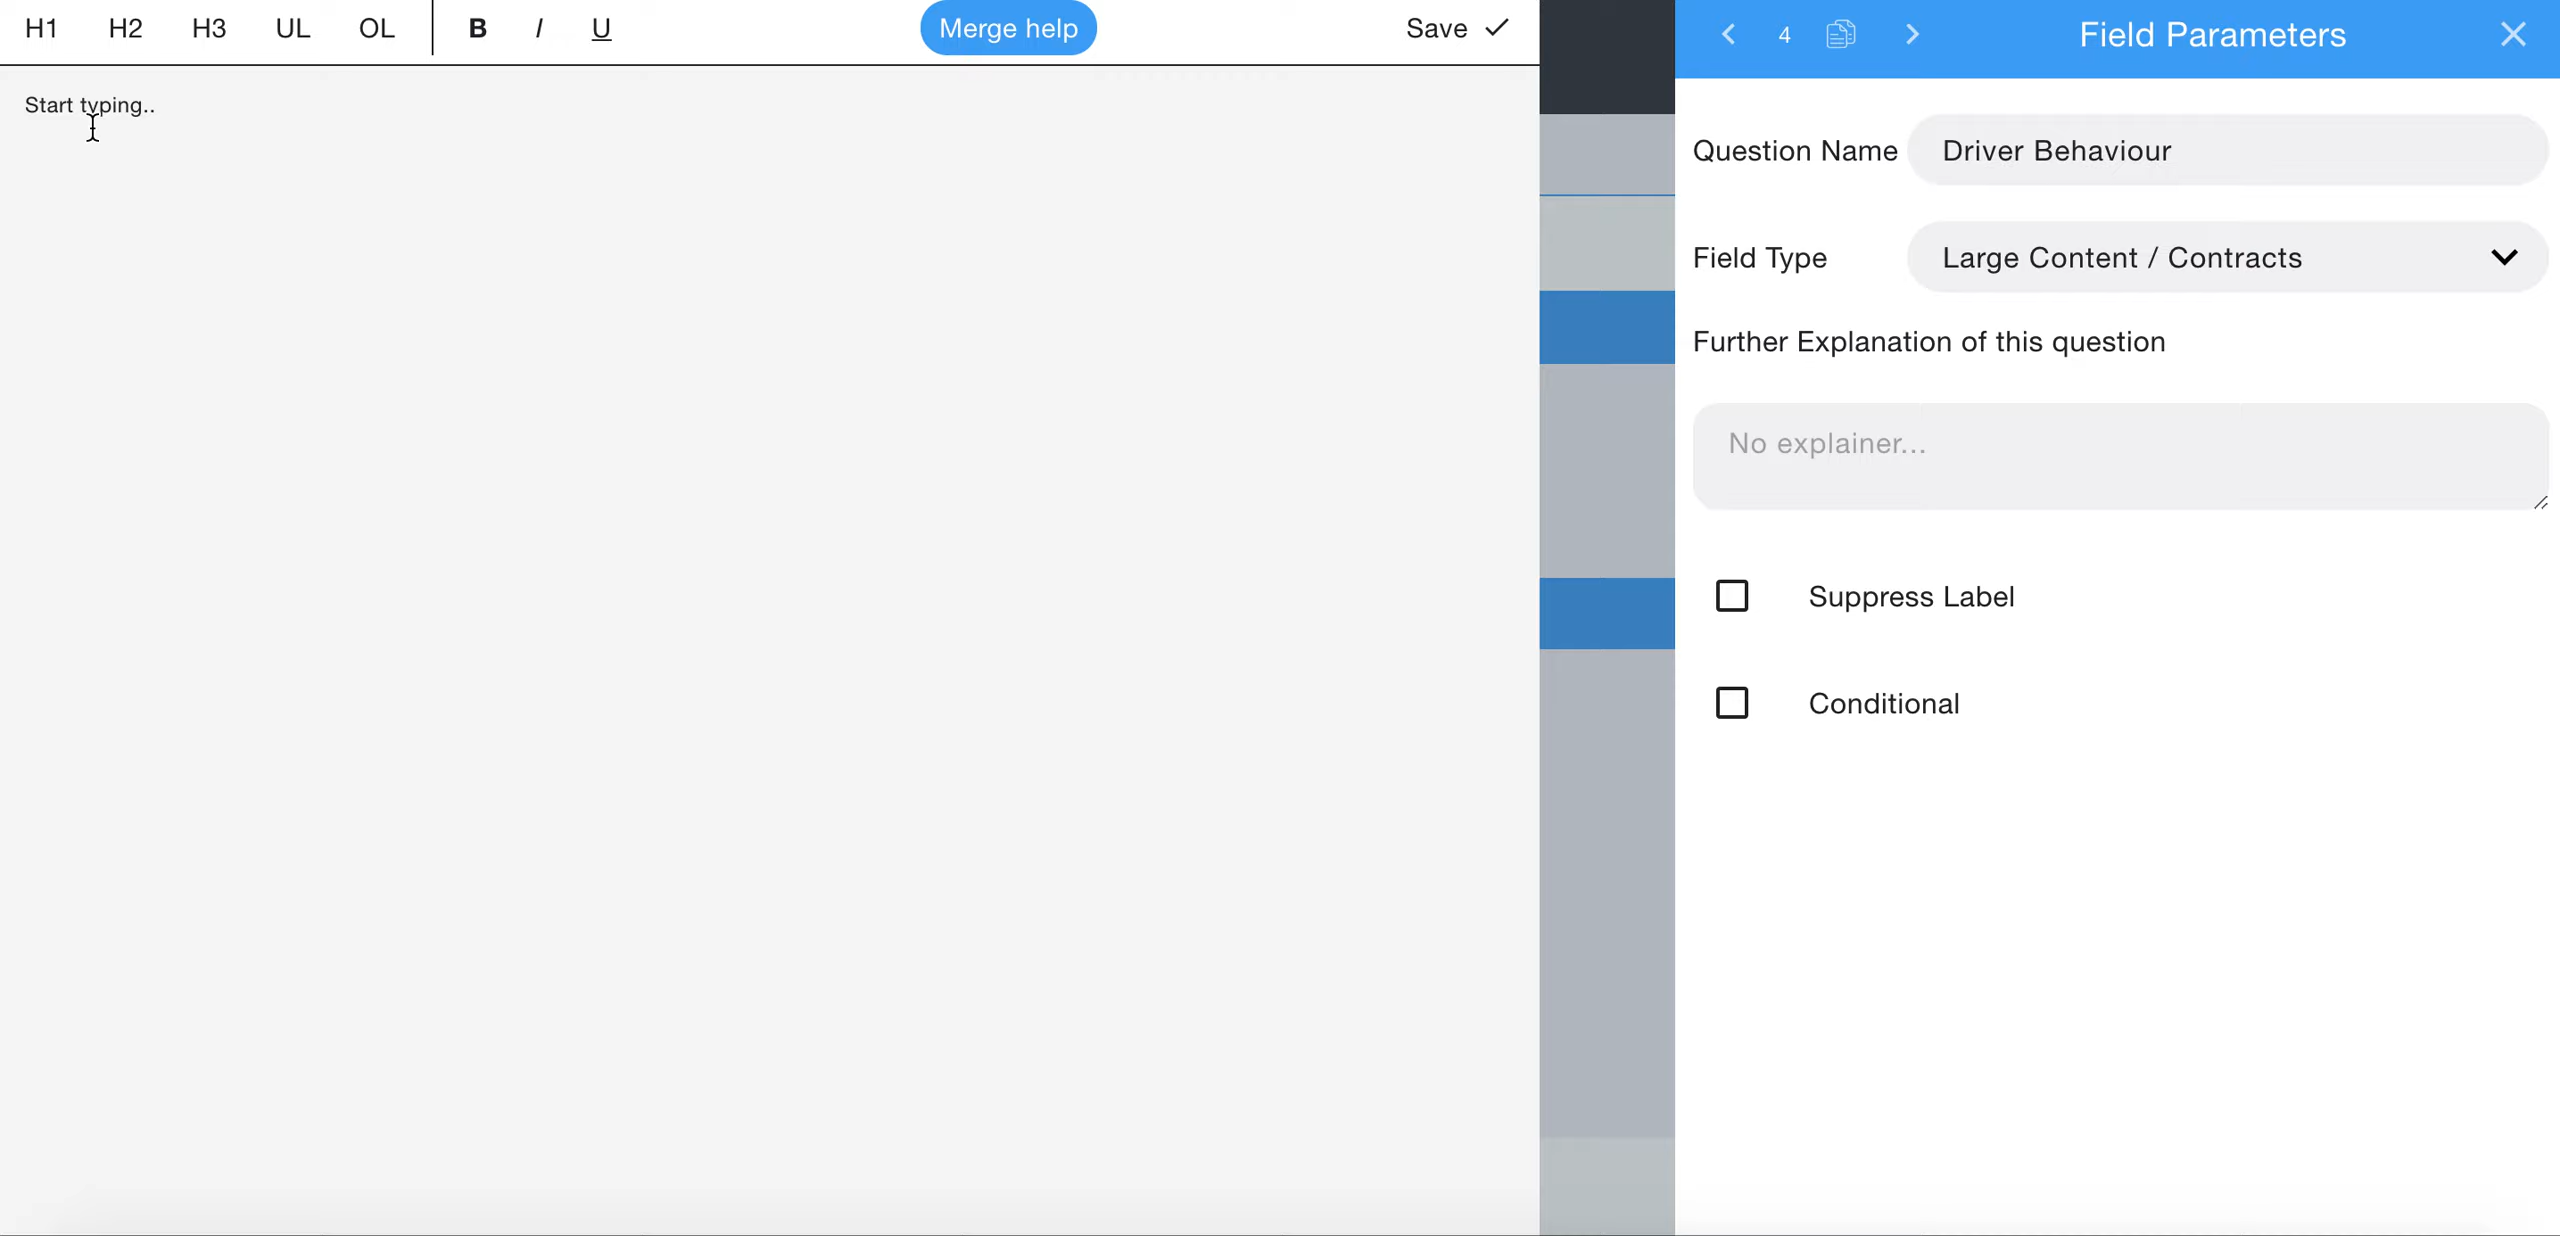 H1 H2 H3 UL OL B I U Merge help Save
Start typing..
4 Field Parameters
Question Name Driver Behaviour
Field Type Large Content / Contracts
Further Explanation of this question
No explainer...
Suppress Label
Conditional